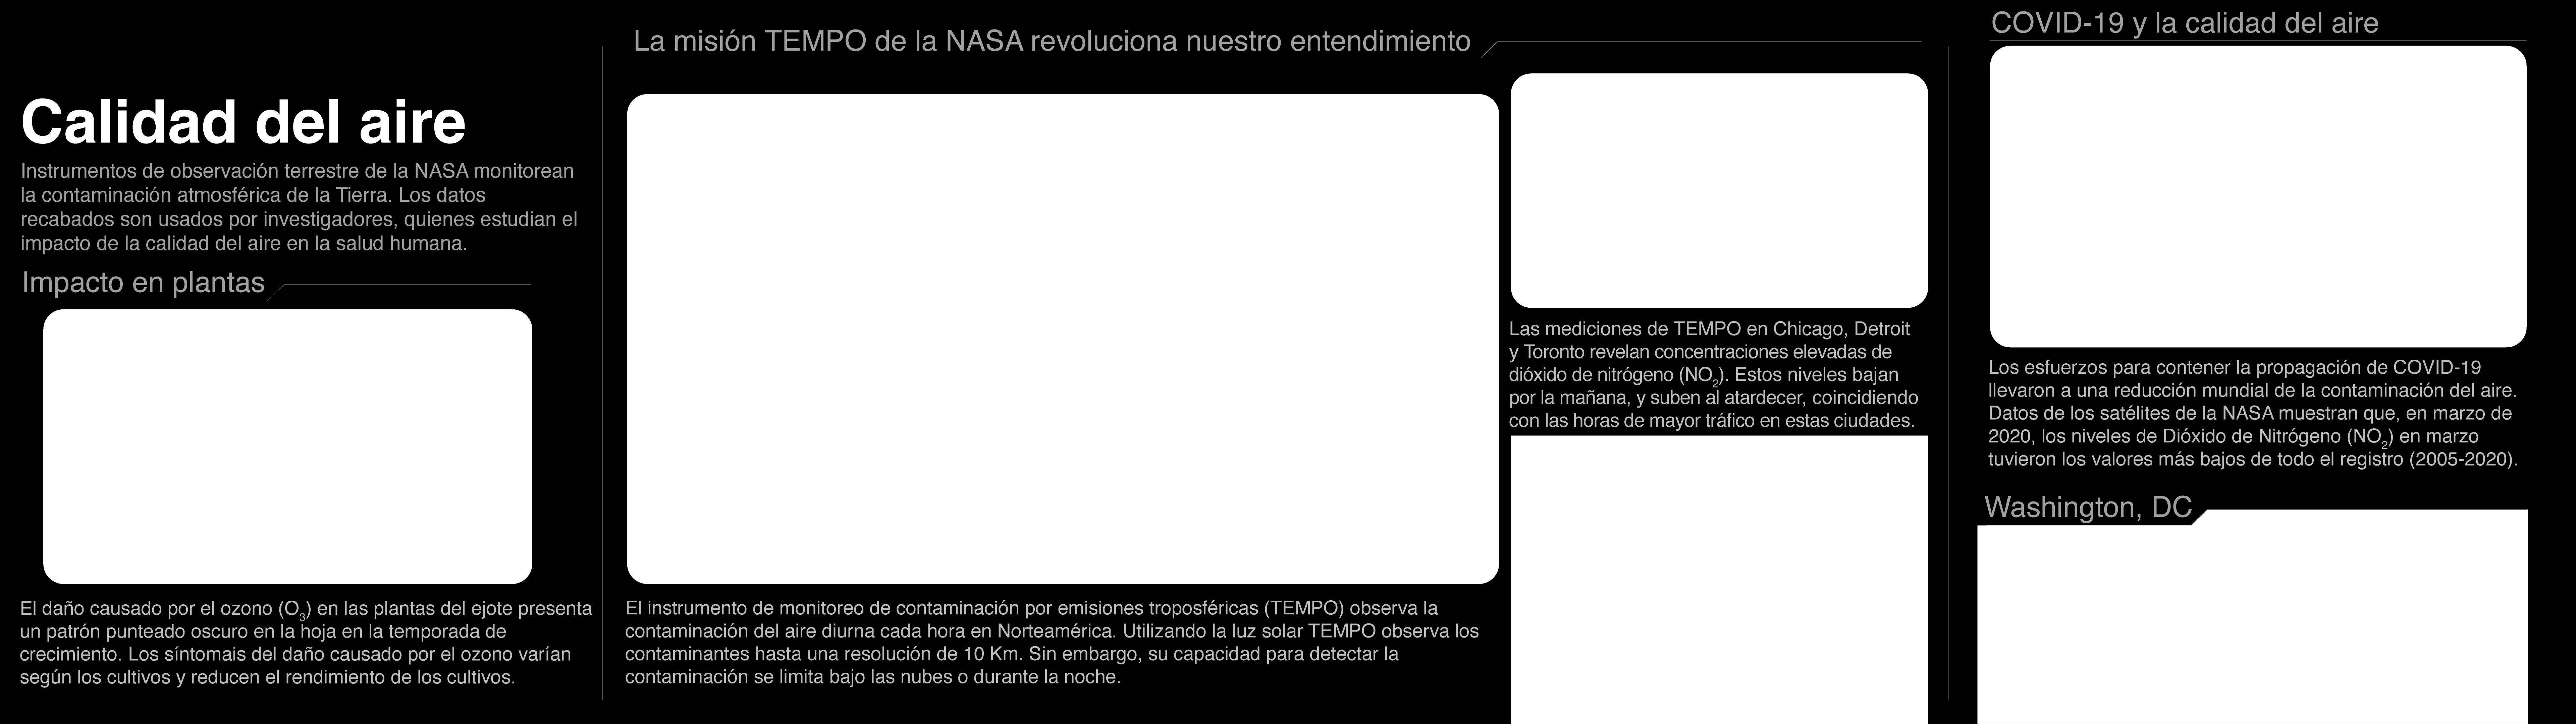 Calidad del aire
Instrumentos de observación terrestre de la NASA monitorean
la contaminación atmosférica de la Tierra. Los datos
recabados son usados por investigadores, quienes estudian el
impacto de la calidad del aire en la salud humana.
Impacto en plantas
El daño causado por el ozono (O₃) en las plantas del ejote presenta
un patrón punteado oscuro en la hoja en la temporada de
crecimiento. Los síntomais del daño causado por el ozono varían
según los cultivos y reducen el rendimiento de los cultivos.
La misión TEMPO de la NASA revoluciona nuestro entendimiento
El instrumento de monitoreo de contaminación por emisiones troposféricas (TEMPO) observa la
contaminación del aire diurna cada hora en Norteamérica. Utilizando la luz solar TEMPO observa los
contaminantes hasta una resolución de 10 Km. Sin embargo, su capacidad para detectar la
contaminación se limita bajo las nubes o durante la noche.
Las mediciones de TEMPO en Chicago, Detroit
y Toronto revelan concentraciones elevadas de
dióxido de nitrógeno (NO₂). Estos niveles bajan
por la mañana, y suben al atardecer, coincidiendo
con las horas de mayor tráfico en estas ciudades.
COVID-19 y la calidad del aire
Los esfuerzos para contener la propagación de COVID-19
llevaron a una reducción mundial de la contaminación del aire.
Datos de los satélites de la NASA muestran que, en marzo de
2020, los niveles de Dióxido de Nitrógeno (NO₂) en marzo
tuvieron los valores más bajos de todo el registro (2005-2020).
Washington, DC